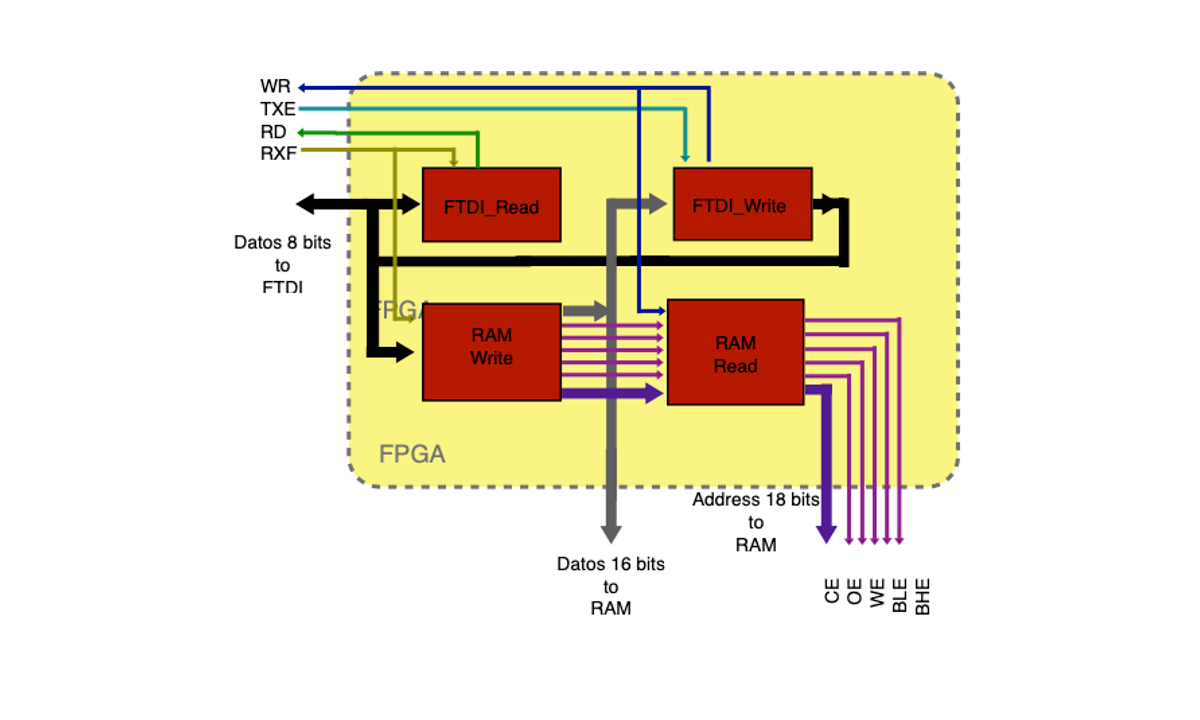 WR
TXE
RD
RXF
FTDI_Read
FTDI_Write
Datos 8 bits
to
FTDI
FPGA
RAM
Write
RAM
Read
FPGA
Address 18 bits
to
RAM
Datos 16 bits
to
RAM
CE
OE
WE
BLE
BHE